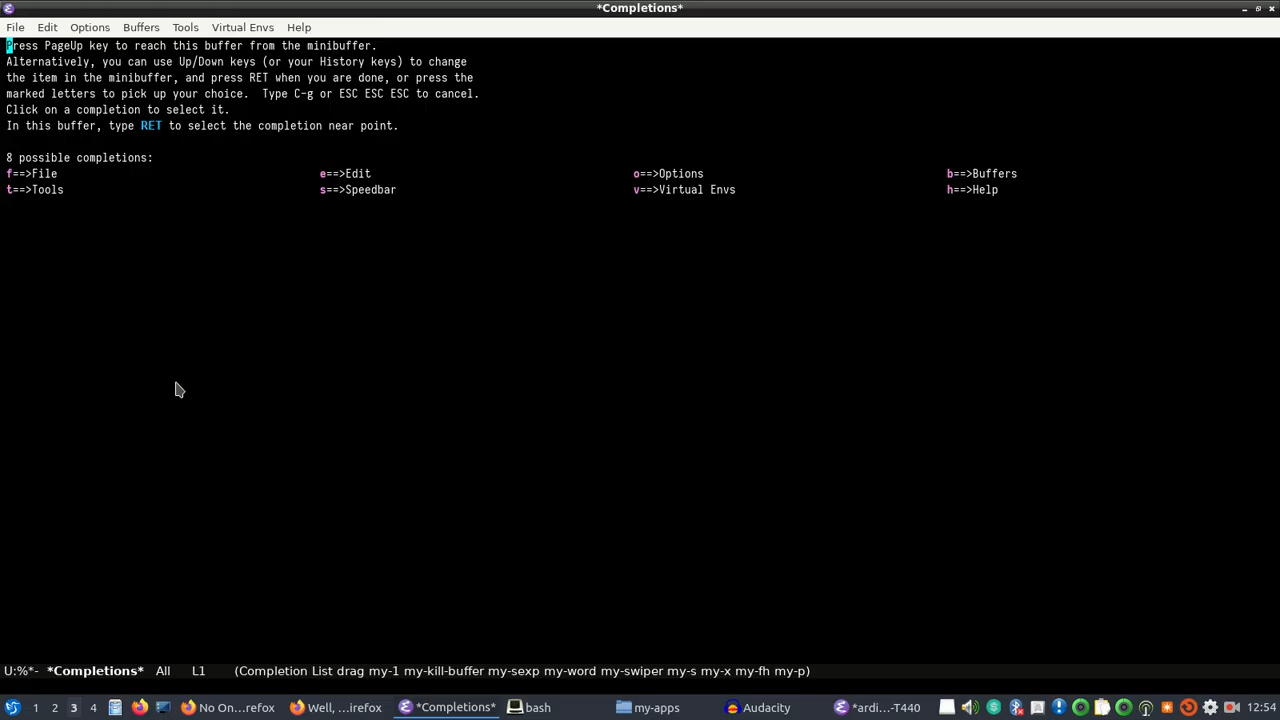 *Completions*
File Edit Options Buffers Tools Virtual Envs Help
Press PageUp key to reach this buffer from the minibuffer.
Alternatively, you can use Up/Down keys (or your History keys) to change
the item in the minibuffer, and press RET when you are done, or press the
marked letters to pick up your choice.  Type C-g or ESC ESC ESC to cancel.
Click on a completion to select it.
In this buffer, type RET to select the completion near point.
8 possible completions:
f==>File e==>Edit o==>Options b==>Buffers
t==>Tools s==>Speedbar v==>Virtual Envs h==>Help
U:%*-  *Completions*  All  L1  (Completion List drag my-1 my-kill-buffer my-sexp my-word my-swiper my-s my-x my-fh my-p)
1 2 3 4 No On...refox Well, ...irefox *Completions* bash my-apps Audacity *ardi...-T440 12:54